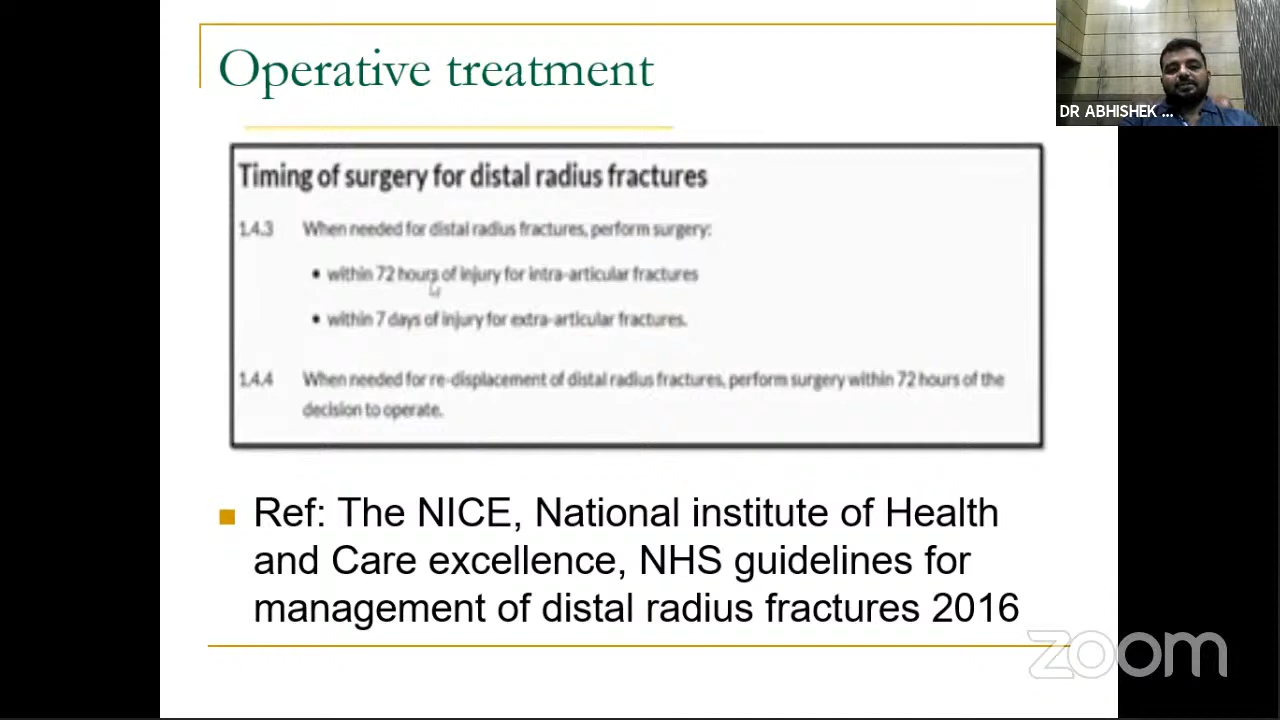 Operative treatment
DR ABHISHEK ...
Timing of surgery for distal radius fractures
1.4.3 When needed for distal radius fractures, perform surgery:
• within 72 hours of injury for intra-articular fractures
• within 7 days of injury for extra-articular fractures.
1.4.4 When needed for re-displacement of distal radius fractures, perform surgery within 72 hours of the
decision to operate.
Ref: The NICE, National institute of Health
and Care excellence, NHS guidelines for
management of distal radius fractures 2016
zoom